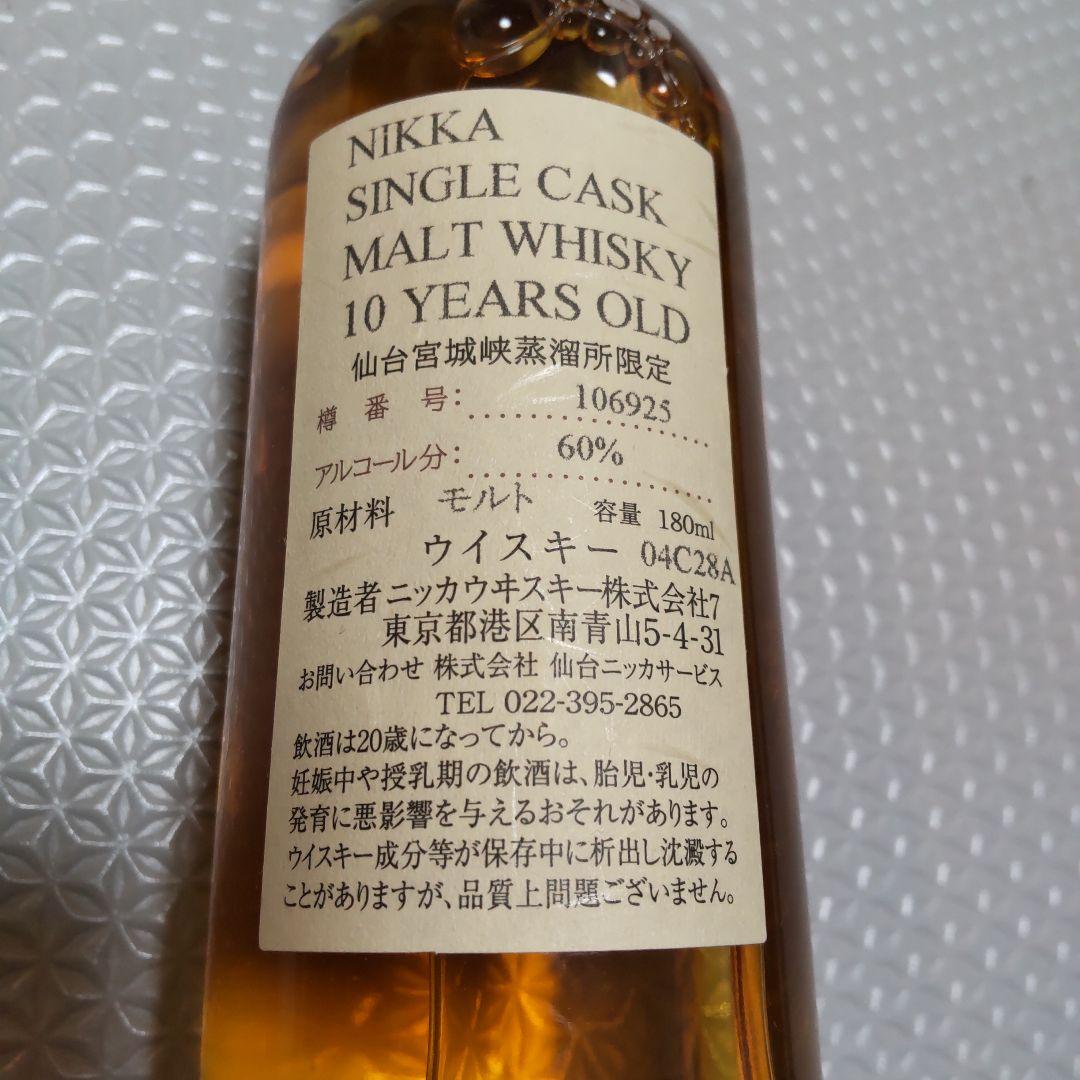 NIKKA
SINGLE CASK
MALT WHISKY
10 YEARS OLD
仙台宮城峡蒸溜所限定
樽番号: 106925
アルコール分: 60%
原材料 モルト 容量 180ml
ウイスキー 04C28A
製造者 ニッカウヰスキー株式会社7
東京都港区南青山5-4-31
お問い合わせ 株式会社 仙台ニッカサービス
TEL 022-395-2865
飲酒は20歳になってから。
妊娠中や授乳期の飲酒は、胎児・乳児の
発育に悪影響を与えるおそれがあります。
ウイスキー成分等が保存中に析出し沈澱する
ことがありますが、品質上問題ございません。